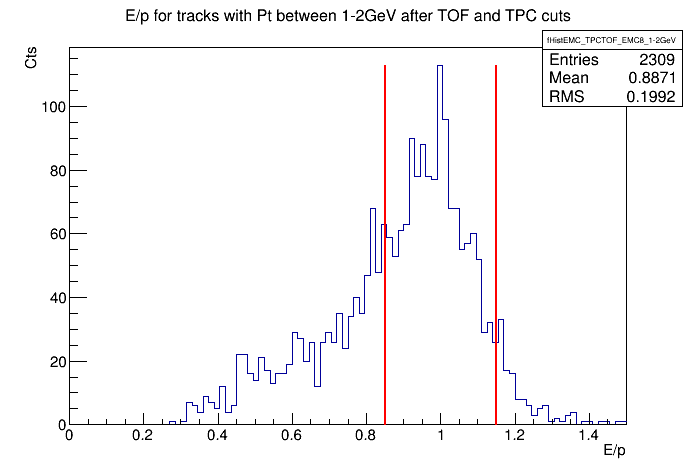 E/p for tracks with Pt between 1-2GeV after TOF and TPC cuts
fHistEMC_TPCTOF_EMC8_1-2GeV
Entries 2309
Mean 0.8871
RMS 0.1992
Cts
100
80
60
40
20
0
0 0.2 0.4 0.6 0.8 1 1.2 1.4
E/p